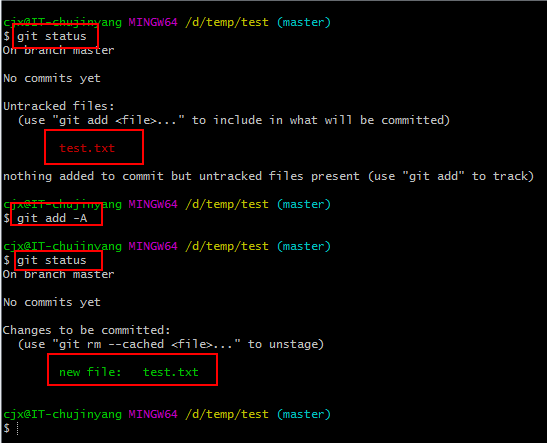 cjx@IT-chujinyang MINGW64 /d/temp/test (master)
$ git status
On branch master
No commits yet
Untracked files:
(use "git add <file>..." to include in what will be committed)
test.txt
nothing added to commit but untracked files present (use "git add" to track)
cjx@IT-chujinyang MINGW64 /d/temp/test (master)
$ git add -A
cjx@IT-chujinyang MINGW64 /d/temp/test (master)
$ git status
On branch master
No commits yet
Changes to be committed:
(use "git rm --cached <file>..." to unstage)
new file:   test.txt
cjx@IT-chujinyang MINGW64 /d/temp/test (master)
$